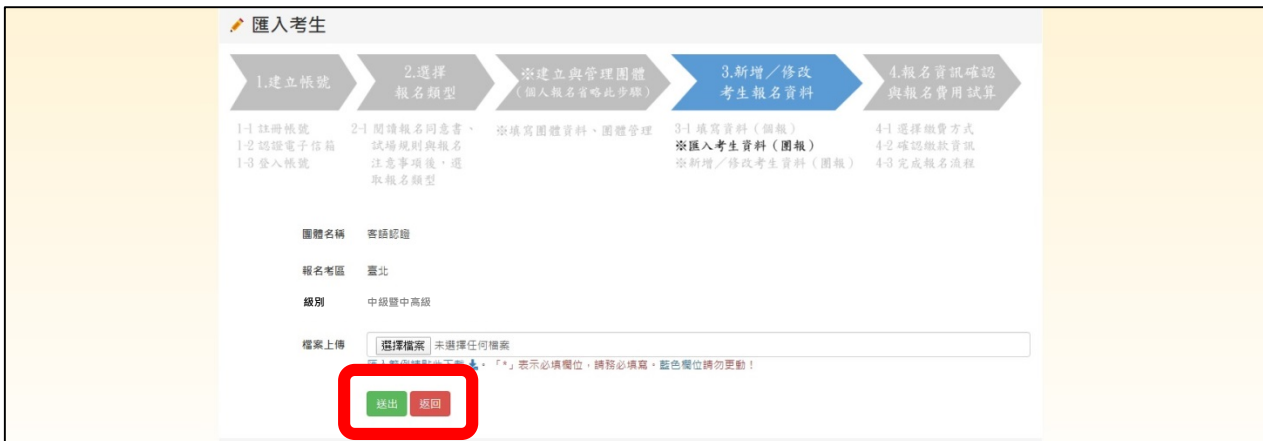 匯入考生
1.建立帳號
2.選擇
報名類型
※建立與管理團體
(個人報名省略此步驟)
3.新增／修改
考生報名資料
4.報名資訊確認
與報名費用試算
1-1 註冊帳號
1-2 認證電子信箱
1-3 登入帳號
2-1 閱讀報名同意書、
試場規則與報名
注意事項後，選
取報名類型
※填寫團體資料、團體管理
3-1 填寫資料（個報）
※匯入考生資料（團報）
※新增／修改考生資料（團報）
4-1 選擇繳費方式
4-2 確認繳款資訊
4-3 完成報名流程
團體名稱 客語認證
報名考區 臺北
級別 中級暨中高級
檔案上傳 選擇檔案 未選擇任何檔案
匯入範例請點此下載 。「*」表示必填欄位，請務必填寫。藍色欄位請勿更動！
送出 返回